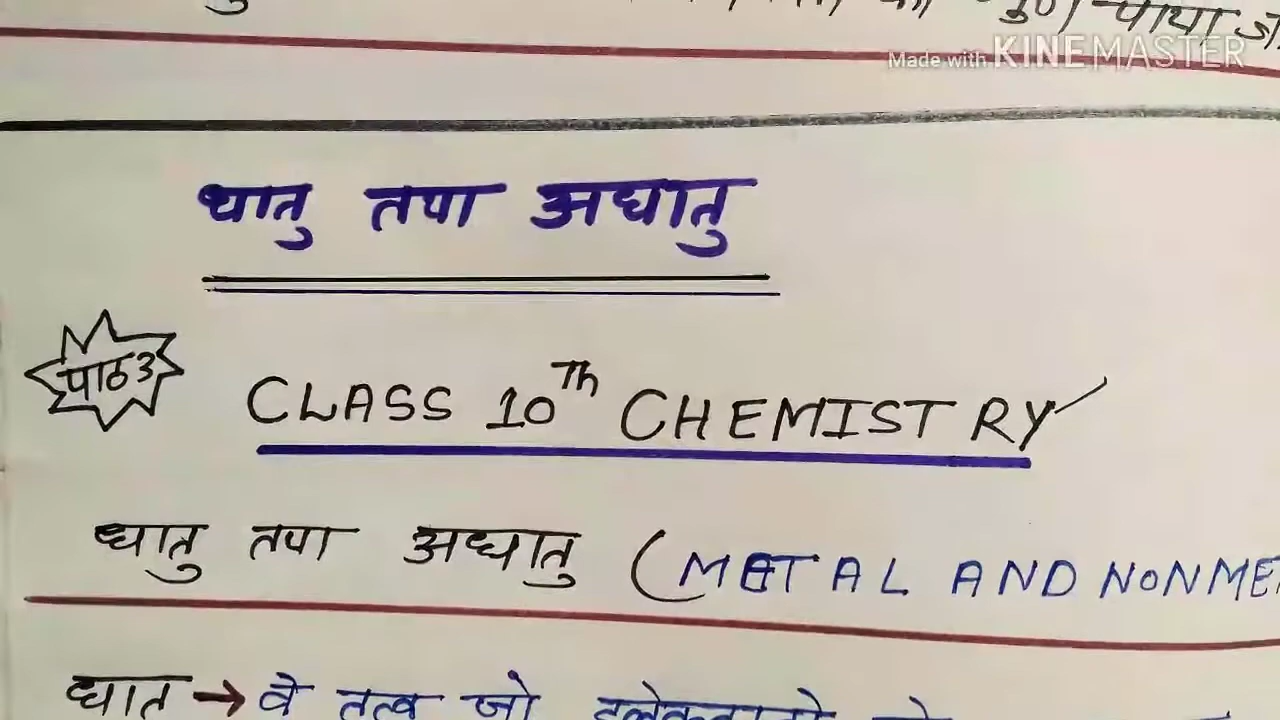 पाया
Made with KINEMASTER
धातु तथा अधातु
पाठ 3
CLASS 10Th CHEMISTRY
धातु तथा अधातु (METAL AND NONME
धातु → वे तत्व जो